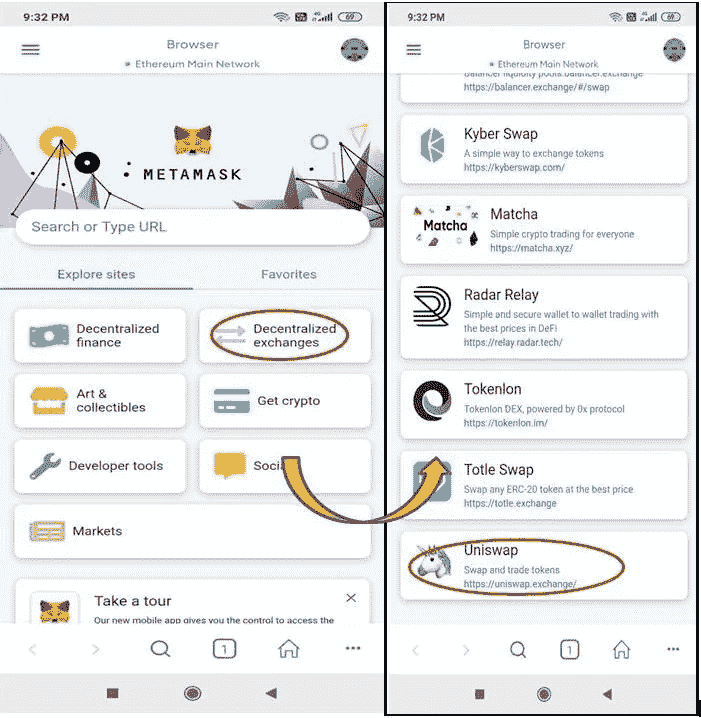 9:32 PM
69
Browser
Ethereum Main Network
METAMASK
Search or Type URL
Explore sites
Favorites
Decentralized
finance
Decentralized
exchanges
Art &
collectibles
Get crypto
Developer tools
Markets
Take a tour
Our new mobile app gives you the control to access the
1
9:32 PM
4G
69
Browser
Ethereum Main Network
Balancer liquidity pools.balancer.exchange
https://balancer.exchange/#/swap
Kyber Swap
A simple way to exchange tokens
https://kyberswap.com/
Matcha
Matcha
Simple crypto trading for everyone
https://matcha.xyz/
Radar Relay
Simple and secure wallet to wallet trading with
the best prices in DeFi
https://relay.radar.tech/
Tokenlon
Tokenlon DEX, powered by 0x protocol
https://tokenlon.im/
Totle Swap
Swap any ERC-20 token at the best price
https://totle.exchange
Uniswap
Swap and trade tokens
https://uniswap.exchange/
1